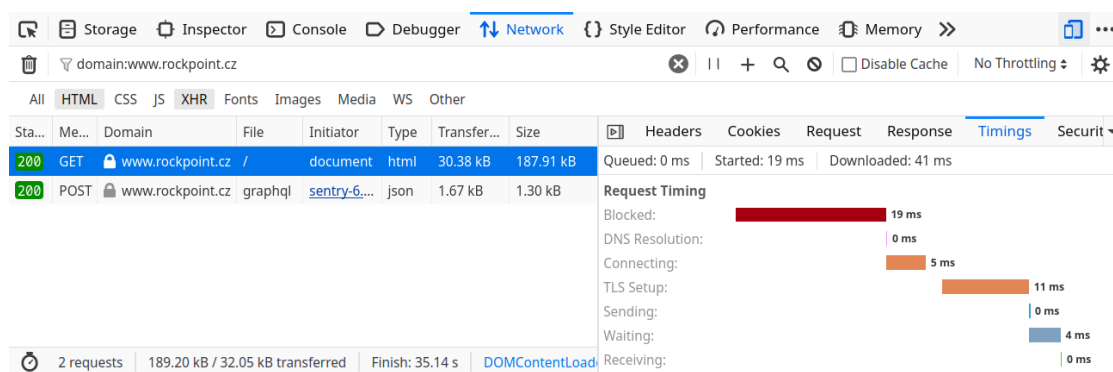 Storage Inspector Console Debugger Network Style Editor Performance Memory
domain:www.rockpoint.cz Disable Cache No Throttling
All HTML CSS JS XHR Fonts Images Media WS Other
Sta... Me... Domain File Initiator Type Transfer... Size
200 GET www.rockpoint.cz / document html 30.38 kB 187.91 kB
200 POST www.rockpoint.cz graphql sentry-6.... json 1.67 kB 1.30 kB
2 requests 189.20 kB / 32.05 kB transferred Finish: 35.14 s DOMContentLoad
Headers Cookies Request Response Timings Securit
Queued: 0 ms Started: 19 ms Downloaded: 41 ms
Request Timing
Blocked: 19 ms
DNS Resolution: 0 ms
Connecting: 5 ms
TLS Setup: 11 ms
Sending: 0 ms
Waiting: 4 ms
Receiving: 0 ms